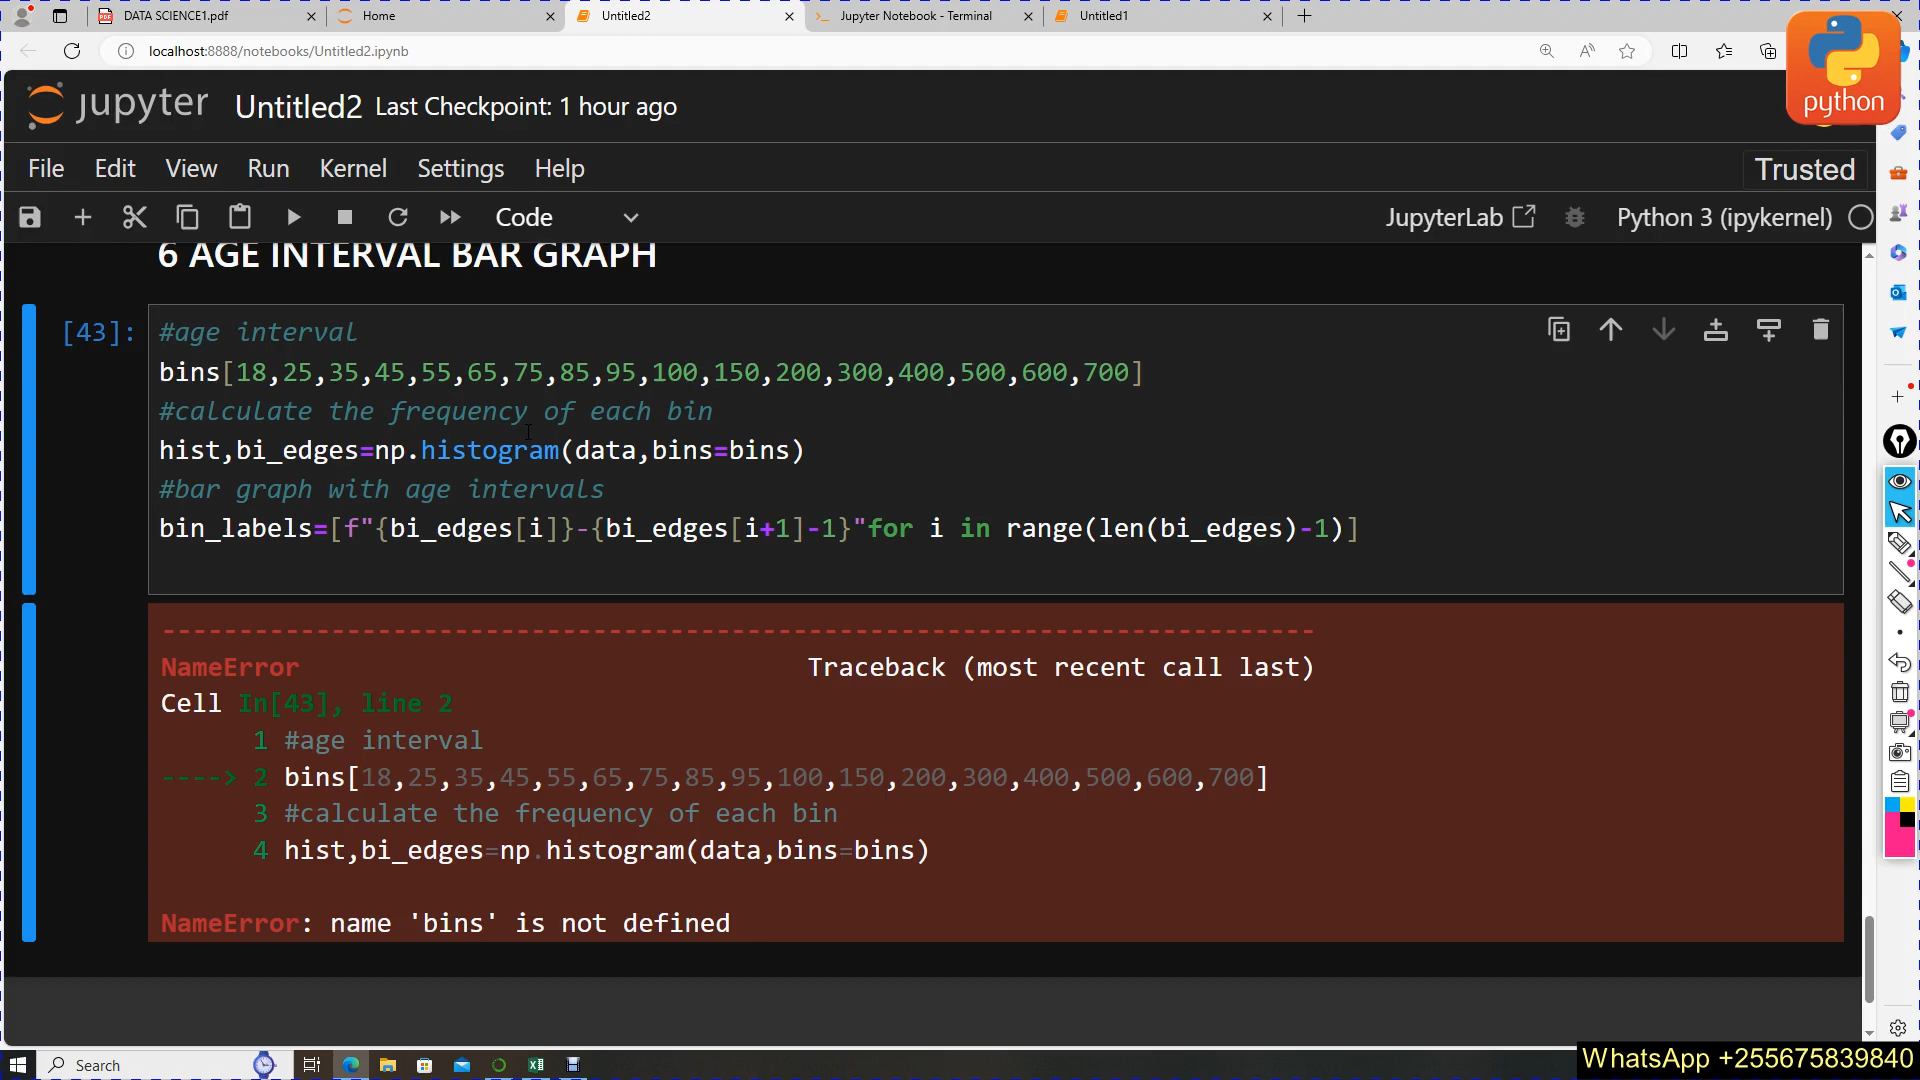 DATA SCIENCE1.pdf
Home
Untitled2
Jupyter Notebook - Terminal
Untitled1
localhost:8888/notebooks/Untitled2.ipynb
python
jupyter Untitled2 Last Checkpoint: 1 hour ago
File Edit View Run Kernel Settings Help
Trusted
Code
JupyterLab
Python 3 (ipykernel)
6 AGE INTERVAL BAR GRAPH
[43]:
#age interval
bins[18,25,35,45,55,65,75,85,95,100,150,200,300,400,500,600,700]
#calculate the frequency of each bin
hist,bi_edges=np.histogram(data,bins=bins)
#bar graph with age intervals
bin_labels=[f"{bi_edges[i]}-{bi_edges[i+1]-1}"for i in range(len(bi_edges)-1)]
---------------------------------------------------------------------------
NameError Traceback (most recent call last)
Cell In[43], line 2
1 #age interval
----> 2 bins[18,25,35,45,55,65,75,85,95,100,150,200,300,400,500,600,700]
3 #calculate the frequency of each bin
4 hist,bi_edges=np.histogram(data,bins=bins)
NameError: name 'bins' is not defined
Search
WhatsApp +255675839840